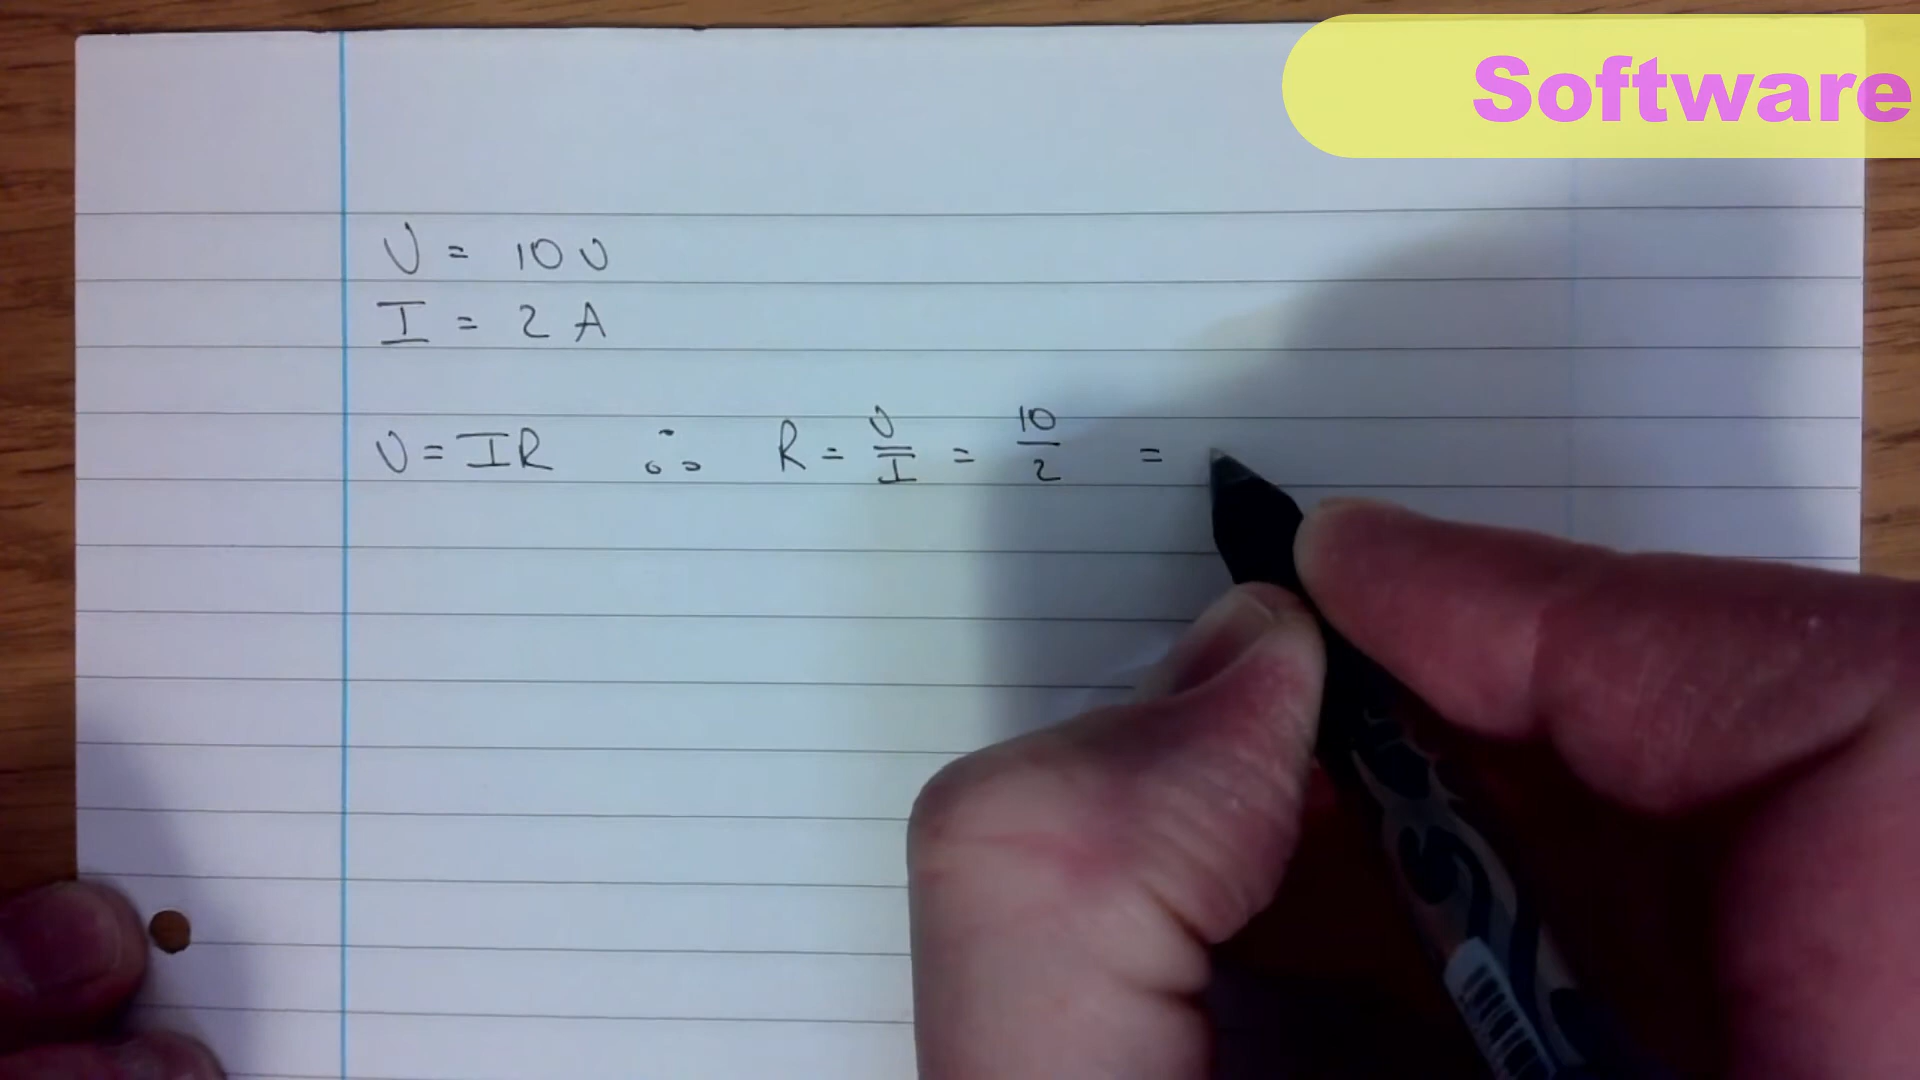 Software
V = 10 V
I = 2 A
V = IR ∴ R = V/I = 10/2 =